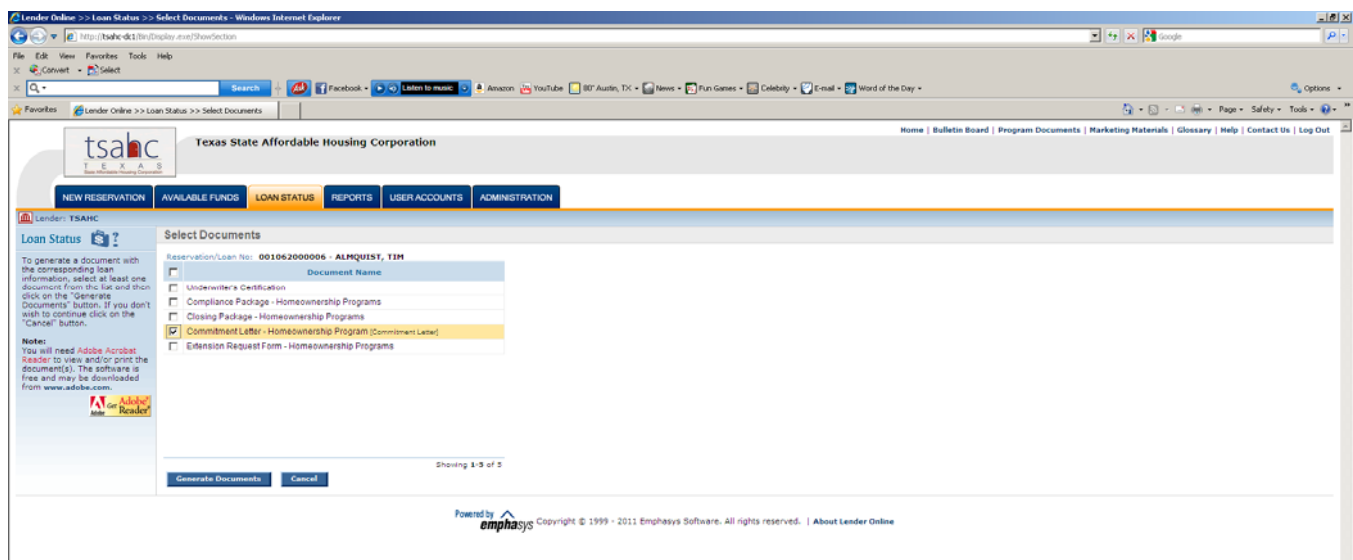 Lender Online >> Loan Status >> Select Documents - Windows Internet Explorer
http://tsahc-dc1/bin/Display.exe/ShowSection
Google
File Edit View Favorites Tools Help
Convert Select
Search Facebook Listen to music Amazon YouTube 80° Austin, TX News Fun Games Celebrity E-mail Word of the Day Options
Favorites Lender Online >> Loan Status >> Select Documents Page Safety Tools
Home | Bulletin Board | Program Documents | Marketing Materials | Glossary | Help | Contact Us | Log Out
tsahc
TEXAS
State Affordable Housing Corporation
Texas State Affordable Housing Corporation
NEW RESERVATION AVAILABLE FUNDS LOAN STATUS REPORTS USER ACCOUNTS ADMINISTRATION
Lender: TSAHC
Loan Status ?
To generate a document with
the corresponding loan
information, select at least one
document from the list and then
click on the "Generate
Documents" button. If you don't
wish to continue click on the
"Cancel" button.
Note:
You will need Adobe Acrobat
Reader to view and/or print the
document(s). The software is
free and may be downloaded
from www.adobe.com.
Adobe Get Adobe Reader
Select Documents
Reservation/Loan No: 001062000006 - ALMQUIST, TIM
Document Name
Underwriter's Certification
Compliance Package - Homeownership Programs
Closing Package - Homeownership Programs
Commitment Letter - Homeownership Program [Commitment Letter]
Extension Request Form - Homeownership Programs
Showing 1-5 of 5
Generate Documents Cancel
Powered by emphasys Copyright © 1999 - 2011 Emphasys Software. All rights reserved. | About Lender Online